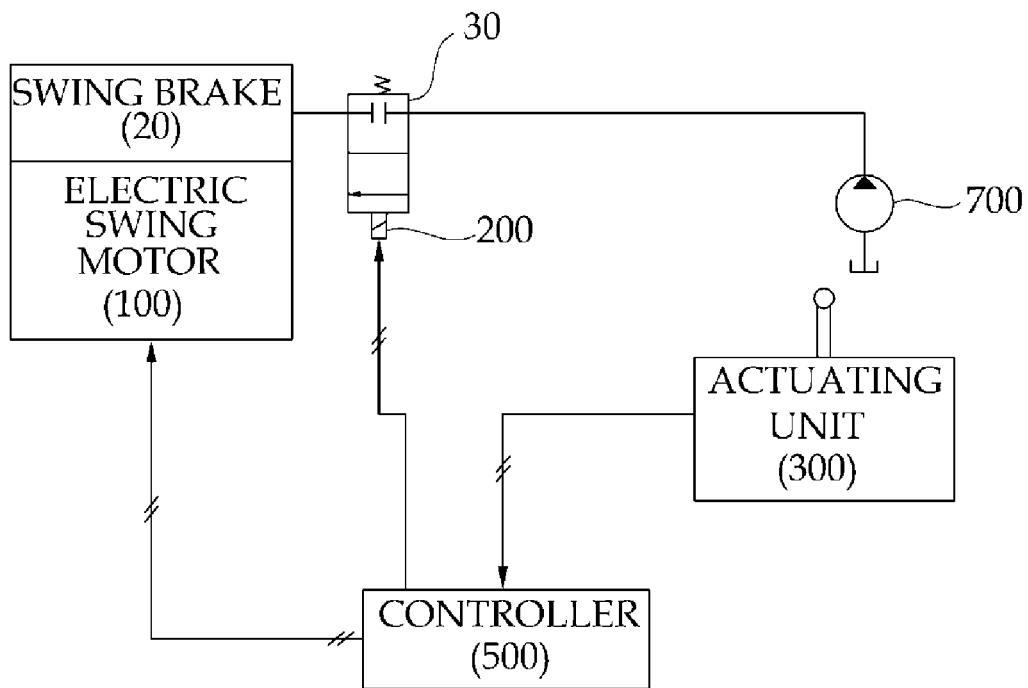 30
SWING BRAKE
(20)
ELECTRIC
SWING
MOTOR
(100)
200
700
ACTUATING
UNIT
(300)
CONTROLLER
(500)